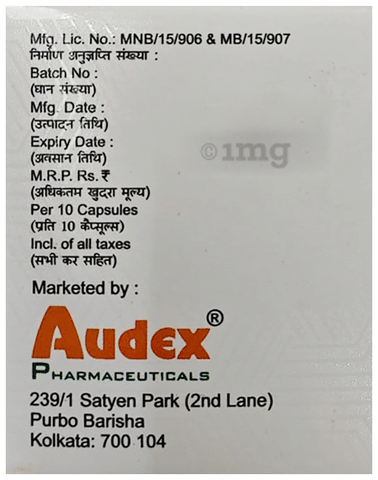 Mfg. Lic. No.: MNB/15/906 & MB/15/907
निर्माण अनुज्ञप्ति संख्या :
Batch No :
(घान संख्या)
Mfg. Date :
(उत्पादन तिथि)
Expiry Date :
(अवसान तिथि)
1mg
M.R.P. Rs. ₹
(अधिकतम खुदरा मूल्य)
Per 10 Capsules
(प्रति 10 कैप्सूल्स)
Incl. of all taxes
(सभी कर सहित)
Marketed by :
Audex®
PHARMACEUTICALS
239/1 Satyen Park (2nd Lane)
Purbo Barisha
Kolkata: 700 104